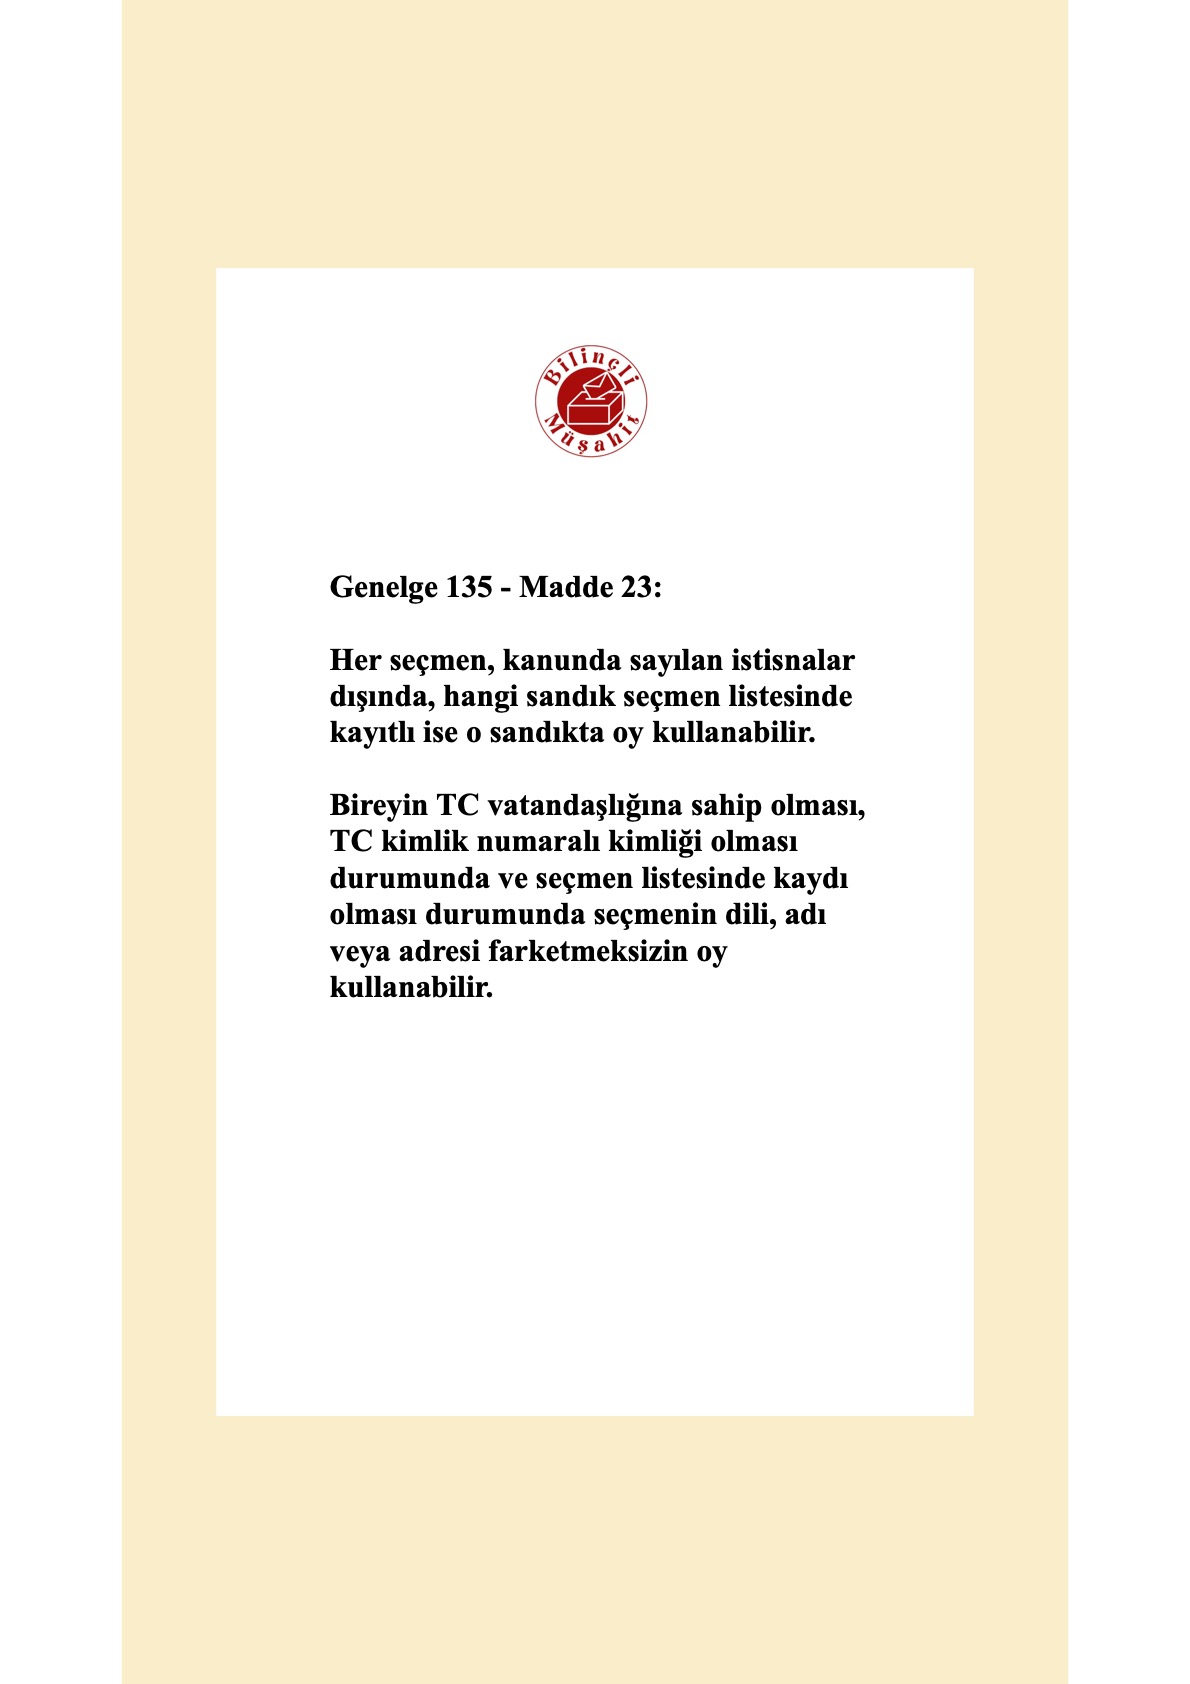 Bilinçli
Müşahit
Genelge 135 - Madde 23:
Her seçmen, kanunda sayılan istisnalar
dışında, hangi sandık seçmen listesinde
kayıtlı ise o sandıkta oy kullanabilir.
Bireyin TC vatandaşlığına sahip olması,
TC kimlik numaralı kimliği olması
durumunda ve seçmen listesinde kaydı
olması durumunda seçmenin dili, adı
veya adresi farketmeksizin oy
kullanabilir.